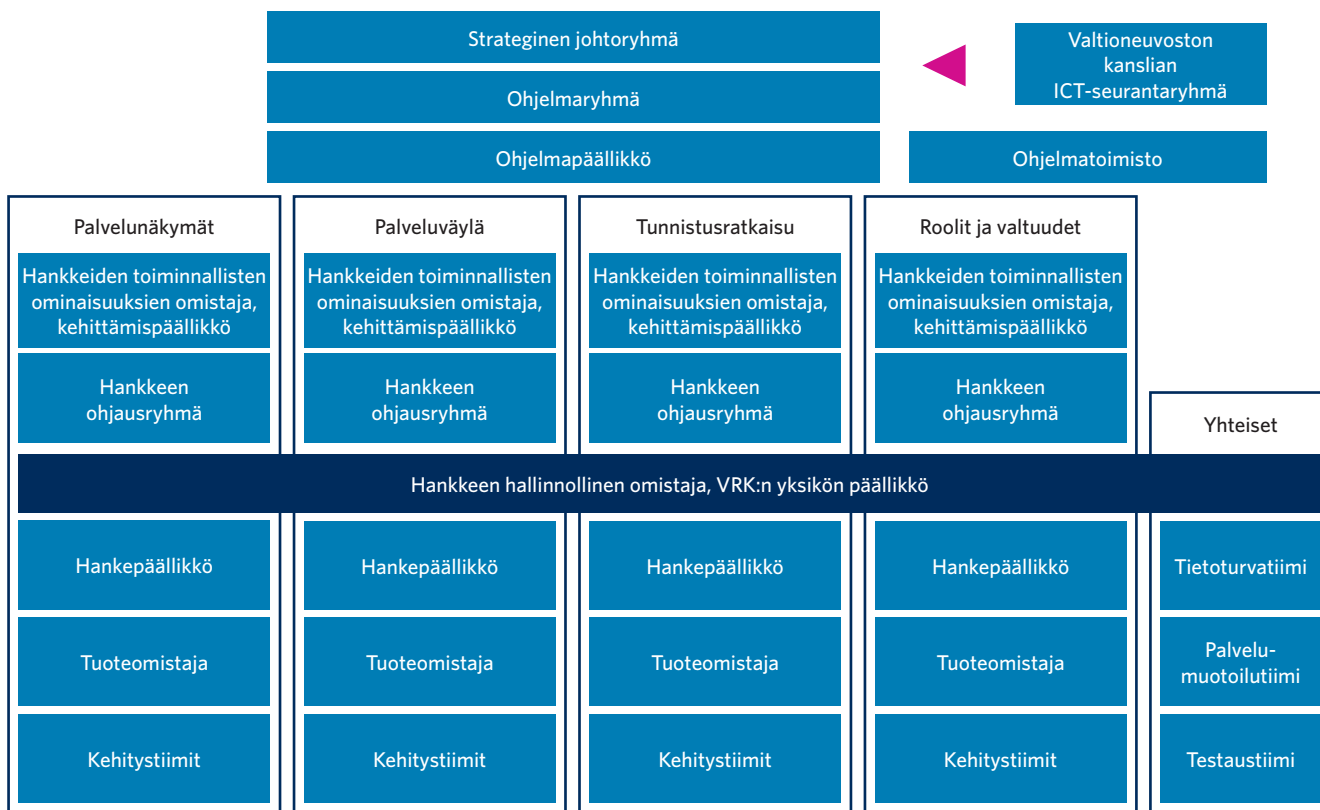 Strateginen johtoryhmä
Valtioneuvoston
kanslian
ICT-seurantaryhmä
Ohjelmaryhmä
Ohjelmapäällikkö
Ohjelmatoimisto
Palvelunäkymät
Hankkeiden toiminnallisten
ominaisuuksien omistaja,
kehittämispäällikkö
Hankkeen
ohjausryhmä
Palveluväylä
Hankkeiden toiminnallisten
ominaisuuksien omistaja,
kehittämispäällikkö
Hankkeen
ohjausryhmä
Tunnistusratkaisu
Hankkeiden toiminnallisten
ominaisuuksien omistaja,
kehittämispäällikkö
Hankkeen
ohjausryhmä
Roolit ja valtuudet
Hankkeiden toiminnallisten
ominaisuuksien omistaja,
kehittämispäällikkö
Hankkeen
ohjausryhmä
Yhteiset
Hankkeen hallinnollinen omistaja, VRK:n yksikön päällikkö
Hankepäällikkö
Tuoteomistaja
Kehitystiimit
Hankepäällikkö
Tuoteomistaja
Kehitystiimit
Hankepäällikkö
Tuoteomistaja
Kehitystiimit
Hankepäällikkö
Tuoteomistaja
Kehitystiimit
Tietoturvatiimi
Palvelu-
muotoilutiimi
Testaustiimi